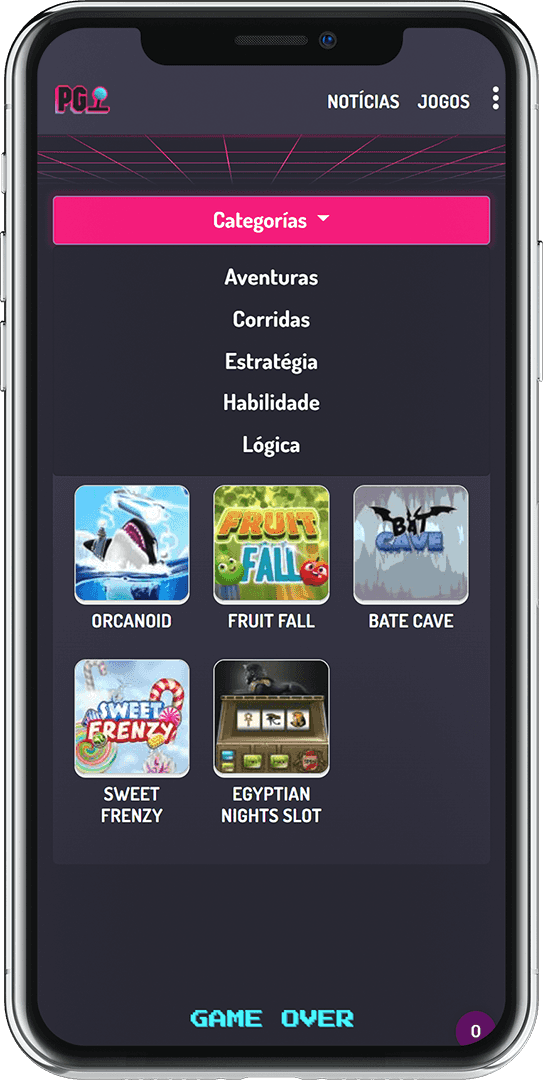 PG
NOTÍCIAS JOGOS
Categorías
Aventuras
Corridas
Estratégia
Habilidade
Lógica
FRUIT
FALL
BAT
CAVE
ORCANOID FRUIT FALL BATE CAVE
SWEET
FRENZY
SWEET
FRENZY
EGYPTIAN
NIGHTS SLOT
GAME OVER
0